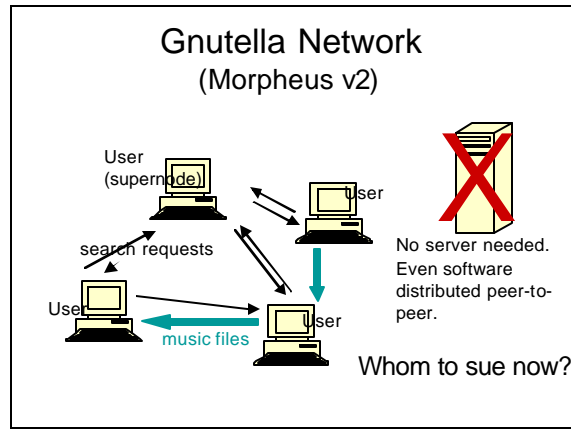 Gnutella Network
(Morpheus v2)
User
(supernode)
User
search requests
No server needed.
Even software
distributed peer-to-
peer.
User
User
music files
Whom to sue now?